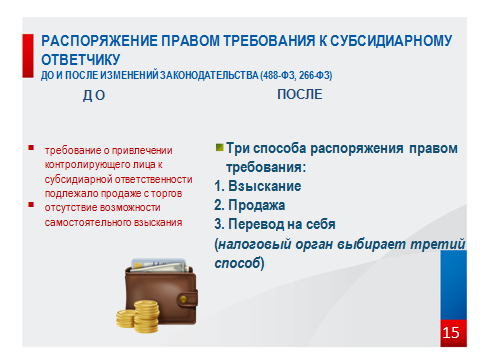 РАСПОРЯЖЕНИЕ ПРАВОМ ТРЕБОВАНИЯ К СУБСИДИАРНОМУ
ОТВЕТЧИКУ
ДО И ПОСЛЕ ИЗМЕНЕНИЙ ЗАКОНОДАТЕЛЬСТВА (488-ФЗ, 266-ФЗ)
Д О
требование о привлечении
контролирующего лица к
субсидиарной ответственности
подлежало продаже с торгов
отсутствие возможности
самостоятельного взыскания
ПОСЛЕ
Три способа распоряжения правом
требования:
1. Взыскание
2. Продажа
3. Перевод на себя
(налоговый орган выбирает третий
способ)
15